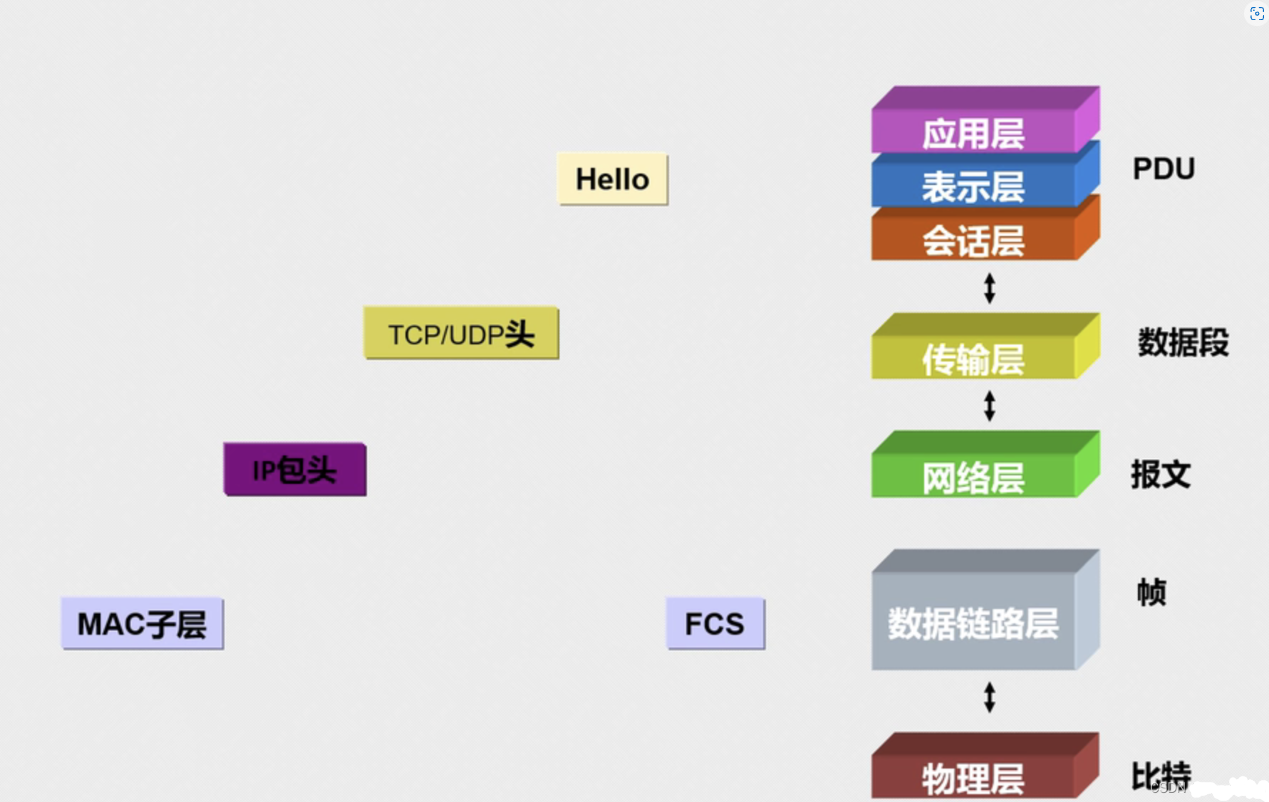 应用层
PDU
Hello
表示层
会话层
TCP/UDP头
传输层
数据段
IP包头
网络层
报文
MAC子层
FCS
数据链路层
帧
物理层
比特
CSDN